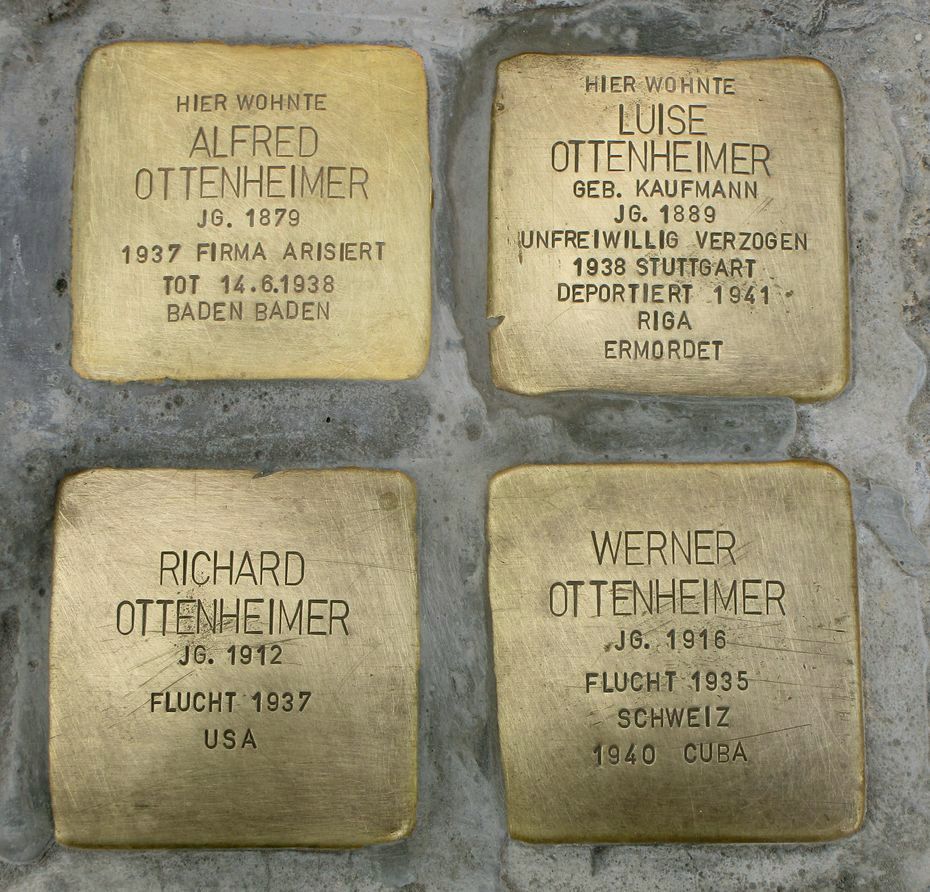 HIER WOHNTE
ALFRED
OTTENHEIMER
JG. 1879
1937 FIRMA ARISIERT
TOT 14.6.1938
BADEN BADEN
HIER WOHNTE
LUISE
OTTENHEIMER
GEB. KAUFMANN
JG. 1889
UNFREIWILLIG VERZOGEN
1938 STUTTGART
DEPORTIERT 1941
RIGA
ERMORDET
RICHARD
OTTENHEIMER
JG. 1912
FLUCHT 1937
USA
WERNER
OTTENHEIMER
JG. 1916
FLUCHT 1935
SCHWEIZ
1940 CUBA